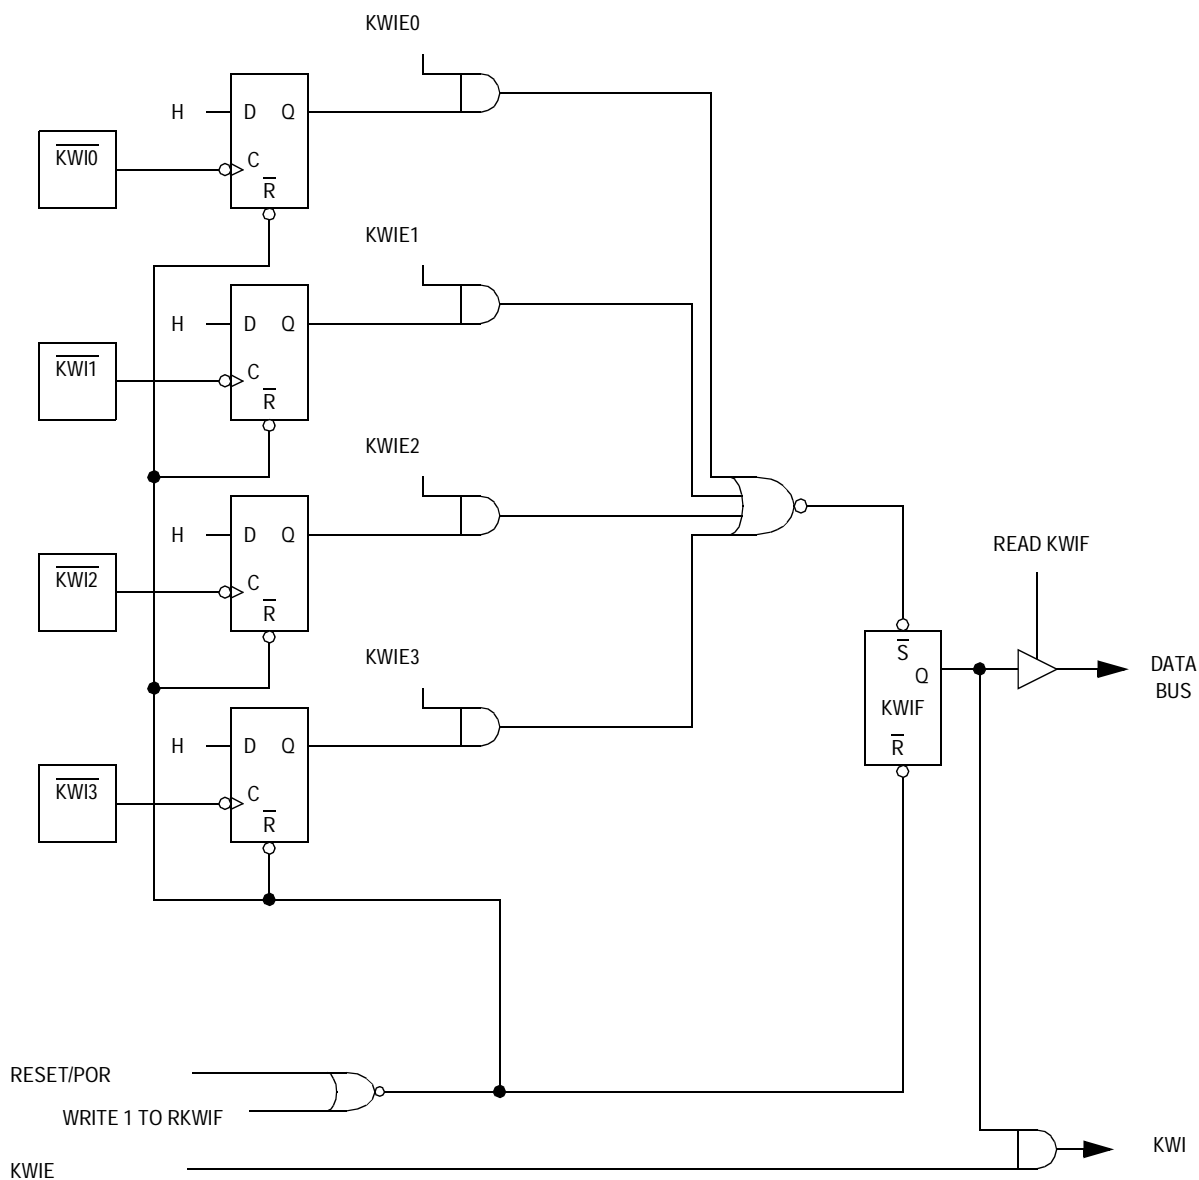 KWIE0
H
D Q
KWI0
C
R
KWIE1
H
D Q
KWI1
C
R
KWIE2
H
D Q
KWI2
C
R
READ KWIF
S
Q
KWIF
R
DATA
BUS
KWIE3
H
D Q
KWI3
C
R
RESET/POR
WRITE 1 TO RKWIF
KWIE
KWI